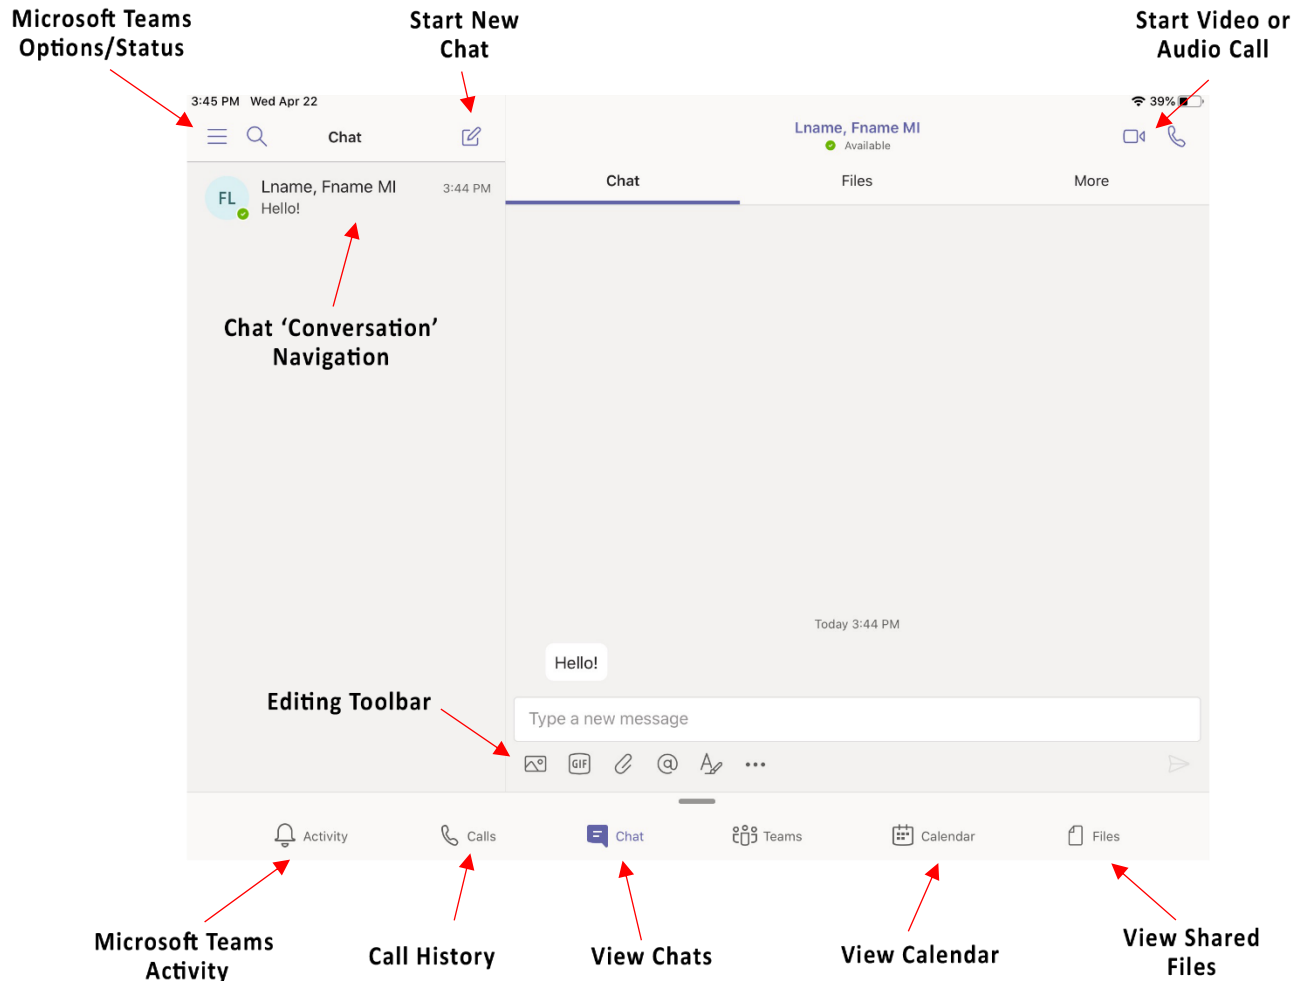 Microsoft Teams
Options/Status
Start New
Chat
Start Video or
Audio Call
3:45 PM Wed Apr 22
39%
Chat
Lname, Fname MI
Available
FL
Lname, Fname MI
3:44 PM
Hello!
Chat
Files
More
Chat ‘Conversation’
Navigation
Today 3:44 PM
Hello!
Editing Toolbar
Type a new message
GIF
Activity
Calls
Chat
Teams
Calendar
Files
Microsoft Teams
Activity
Call History
View Chats
View Calendar
View Shared
Files